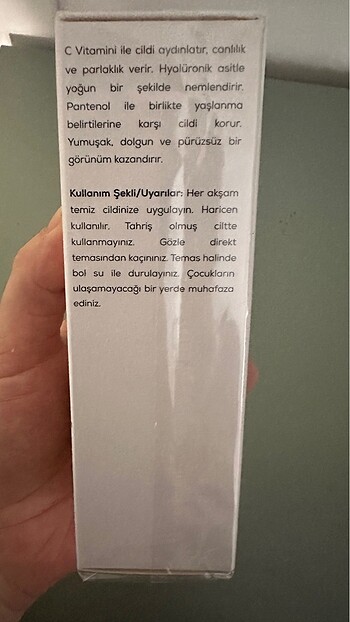 C Vitamini ile cildi aydınlatır, canlılık
ve parlaklık verir. Hyalüronik asitle
yoğun bir şekilde nemlendirir.
Pantenol ile birlikte yaşlanma
belirtilerine karşı cildi korur.
Yumuşak, dolgun ve pürüzsüz bir
görünüm kazandırır.
Kullanım Şekli/Uyarılar: Her akşam
temiz cildinize uygulayın. Haricen
kullanılır. Tahriş olmuş ciltte
kullanmayınız. Gözle direkt
temasından kaçınınız. Temas halinde
bol su ile durulayınız. Çocukların
ulaşamayacağı bir yerde muhafaza
ediniz.